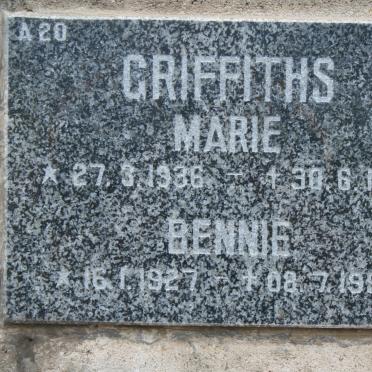 A20
GRIFFITHS
MARIE
* 27.3.1936 - + 30.6.1
BENNIE
* 16.1.1927 - + 08.7.19